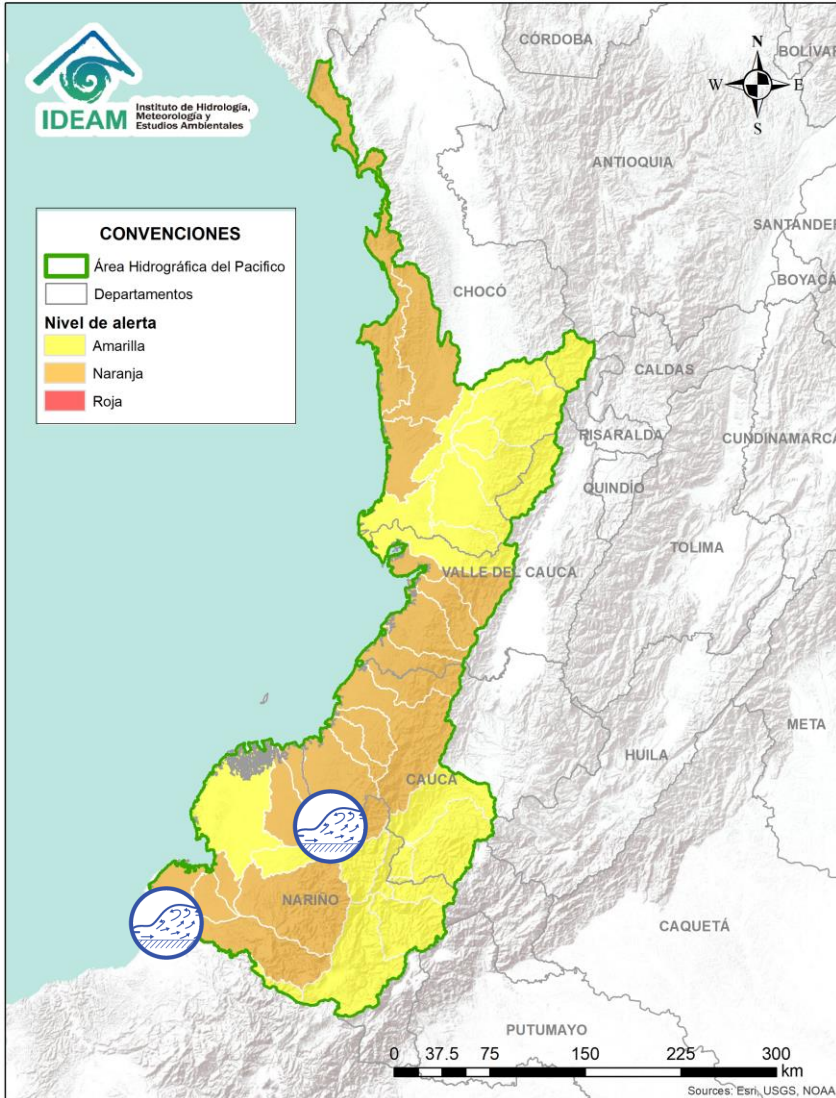 CÓRDOBA
BOLÍVAR
N
W
E
S
IDEAM
Instituto de Hidrología,
Meteorología y
Estudios Ambientales
ANTIOQUIA
SANTANDER
CONVENCIONES
Área Hidrográfica del Pacifico
Departamentos
Nivel de alerta
Amarilla
Naranja
Roja
BOYACÁ
CHOCÓ
CALDAS
RISARALDA
CUNDINAMARCA
QUINDÍO
TOLIMA
VALLE DEL CAUCA
META
HUILA
CAUCA
NARIÑO
CAQUETÁ
PUTUMAYO
0 37.5 75 150 225 300
km
Sources: Esri, USGS, NOAA